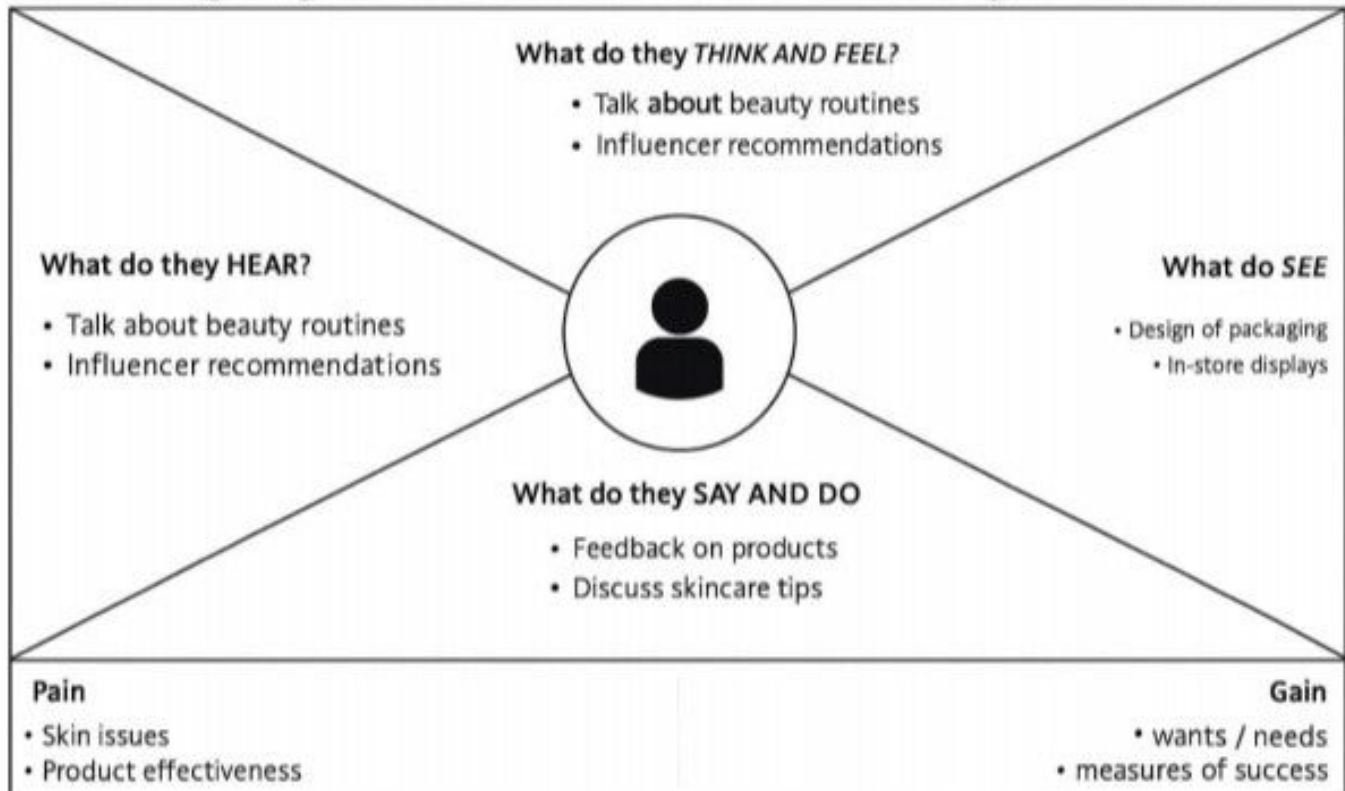 What do they THINK AND FEEL?
• Talk about beauty routines
• Influencer recommendations
What do they HEAR?
• Talk about beauty routines
• Influencer recommendations
What do SEE
• Design of packaging
• In-store displays
What do they SAY AND DO
• Feedback on products
• Discuss skincare tips
Pain
• Skin issues
• Product effectiveness
Gain
• wants / needs
• measures of success